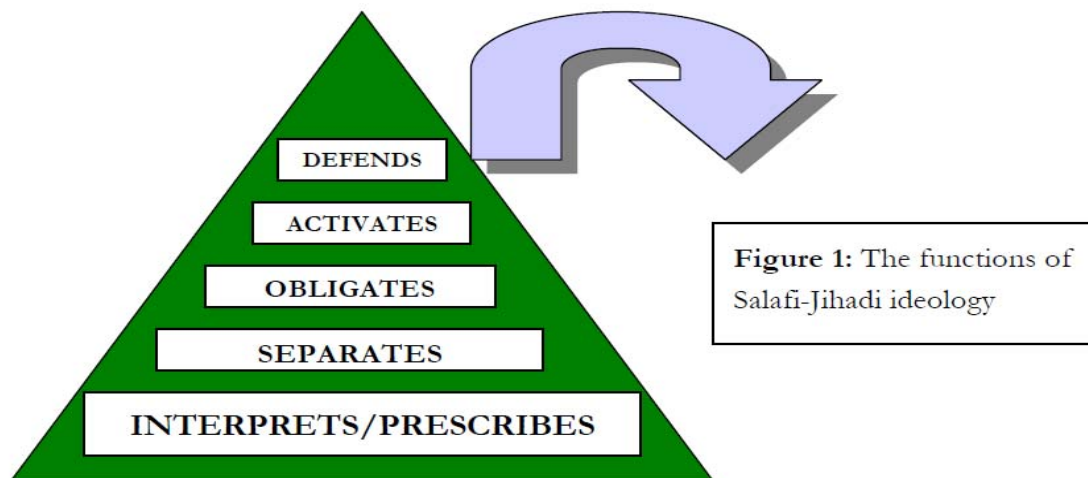 DEFENDS
ACTIVATES
OBLIGATES
SEPARATES
INTERPRETS/PRESCRIBES
Figure 1: The functions of
Salafi-Jihadi ideology